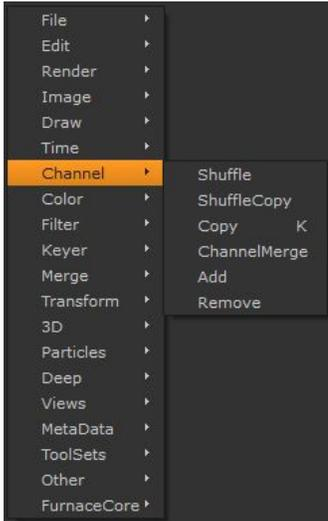 File
Edit
Render
Image
Draw
Time
Channel
Color
Filter
Keyer
Merge
Transform
3D
Particles
Deep
Views
MetaData
ToolSets
Other
FurnaceCore
Shuffle
ShuffleCopy
Copy K
ChannelMerge
Add
Remove